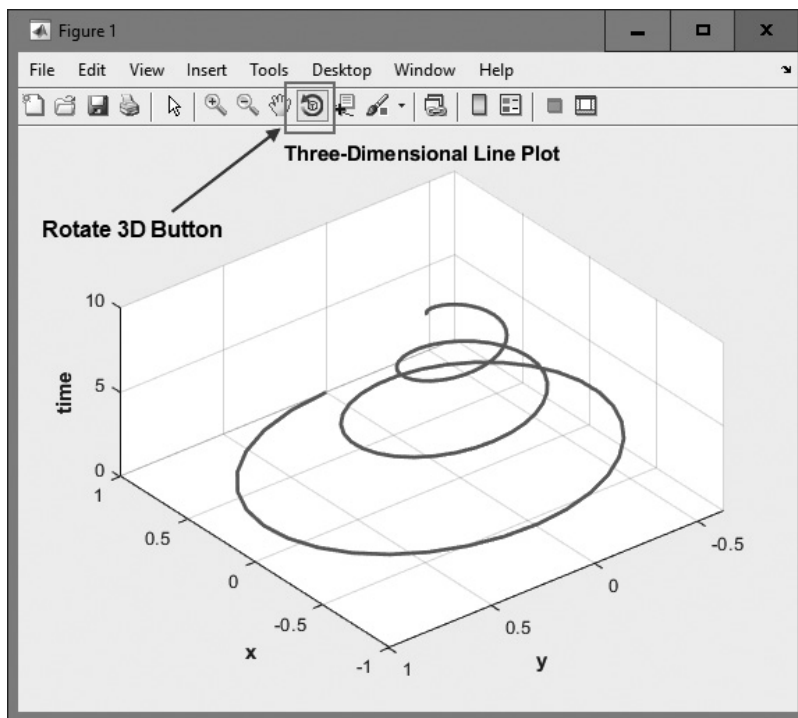 Figure 1
File Edit View Insert Tools Desktop Window Help
Three-Dimensional Line Plot
Rotate 3D Button
10
5
0
time
1
0.5
0
-0.5
-1
x
1
0.5
0
-0.5
y